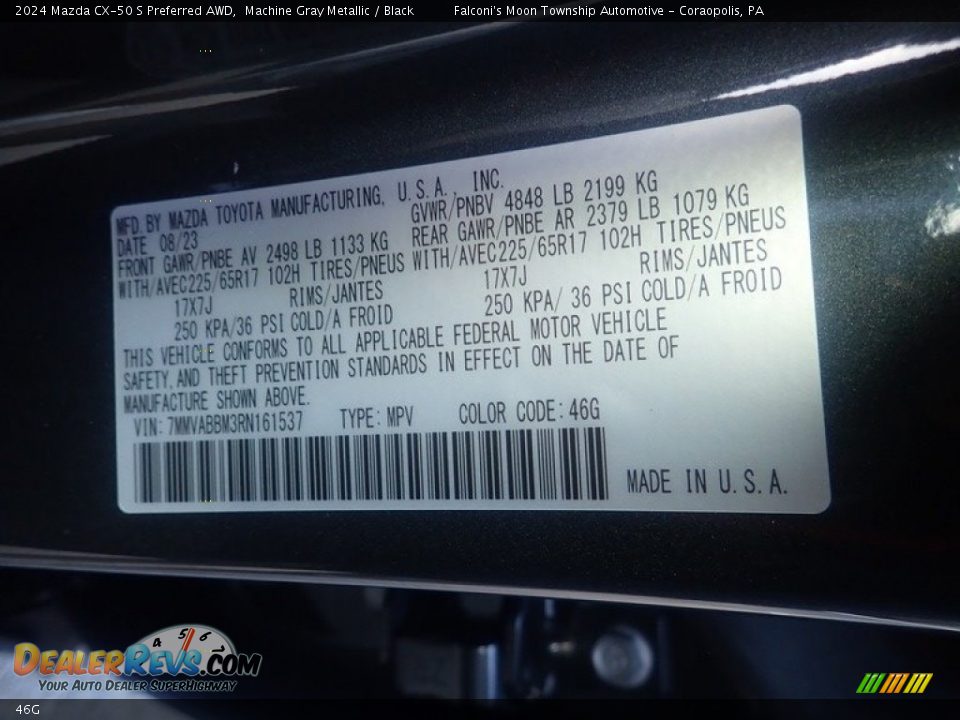 2024 Mazda CX-50 S Preferred AWD, Machine Gray Metallic / Black Falconi's Moon Township Automotive - Coraopolis, PA
MFD. BY MAZDA TOYOTA MANUFACTURING, U.S.A., INC.
DATE 08/23 GVWR/PNBV 4848 LB 2199 KG
FRONT GAWR/PNBE AV 2498 LB 1133 KG REAR GAWR/PNBE AR 2379 LB 1079 KG
WITH/AVEC225/65R17 102H TIRES/PNEUS WITH/AVEC225/65R17 102H TIRES/PNEUS
17X7J RIMS/JANTES 17X7J RIMS/JANTES
250 KPA/36 PSI COLD/A FROID 250 KPA/ 36 PSI COLD/A FROID
THIS VEHICLE CONFORMS TO ALL APPLICABLE FEDERAL MOTOR VEHICLE
SAFETY, AND THEFT PREVENTION STANDARDS IN EFFECT ON THE DATE OF
MANUFACTURE SHOWN ABOVE.
VIN: 7MMVABBM3RN161537 TYPE: MPV COLOR CODE: 46G
MADE IN U.S.A.
4 5 6
DEALERREVS.COM
YOUR AUTO DEALER SUPERHIGHWAY
46G